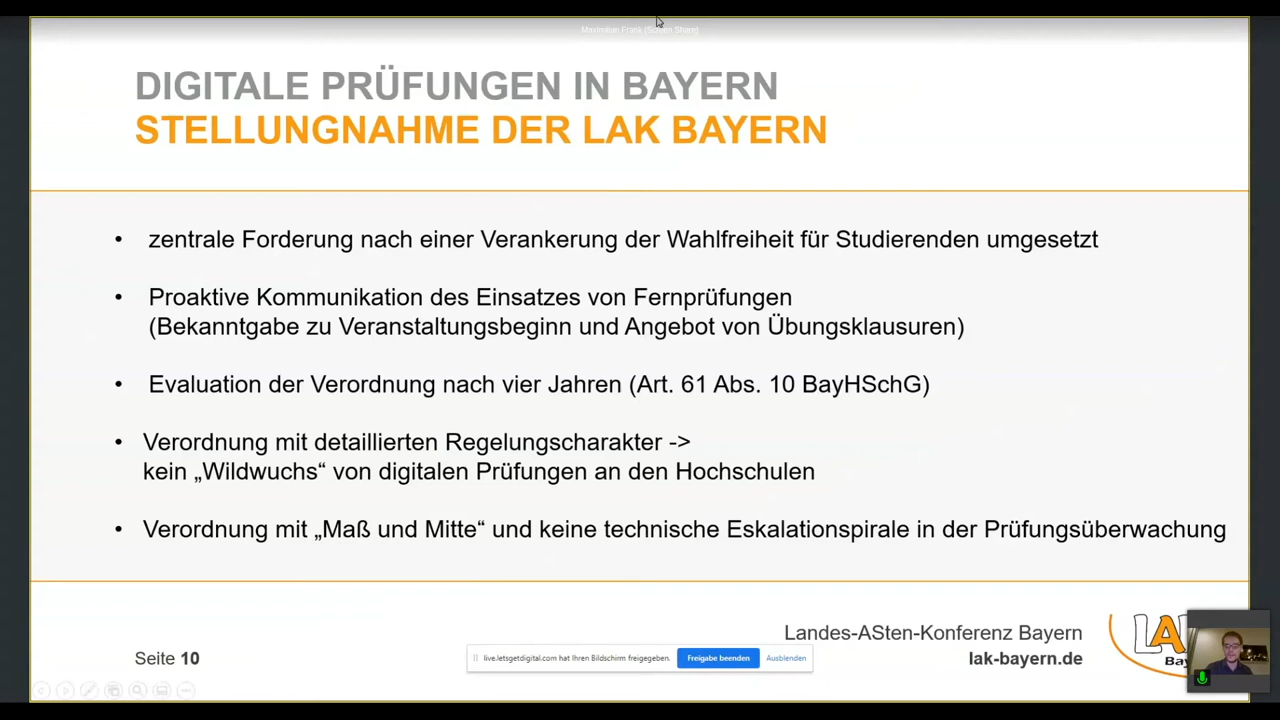 Maximilian Frank (Screen Share)
DIGITALE PRÜFUNGEN IN BAYERN
STELLUNGNAHME DER LAK BAYERN
• zentrale Forderung nach einer Verankerung der Wahlfreiheit für Studierenden umgesetzt
• Proaktive Kommunikation des Einsatzes von Fernprüfungen
(Bekanntgabe zu Veranstaltungsbeginn und Angebot von Übungsklausuren)
• Evaluation der Verordnung nach vier Jahren (Art. 61 Abs. 10 BayHSchG)
• Verordnung mit detaillierten Regelungscharakter ->
kein „Wildwuchs“ von digitalen Prüfungen an den Hochschulen
• Verordnung mit „Maß und Mitte“ und keine technische Eskalationspirale in der Prüfungsüberwachung
Landes-ASten-Konferenz Bayern
lak-bayern.de
Seite 10
live.letsgetdigital.com hat Ihren Bildschirm freigegeben. Freigabe beenden Ausblenden